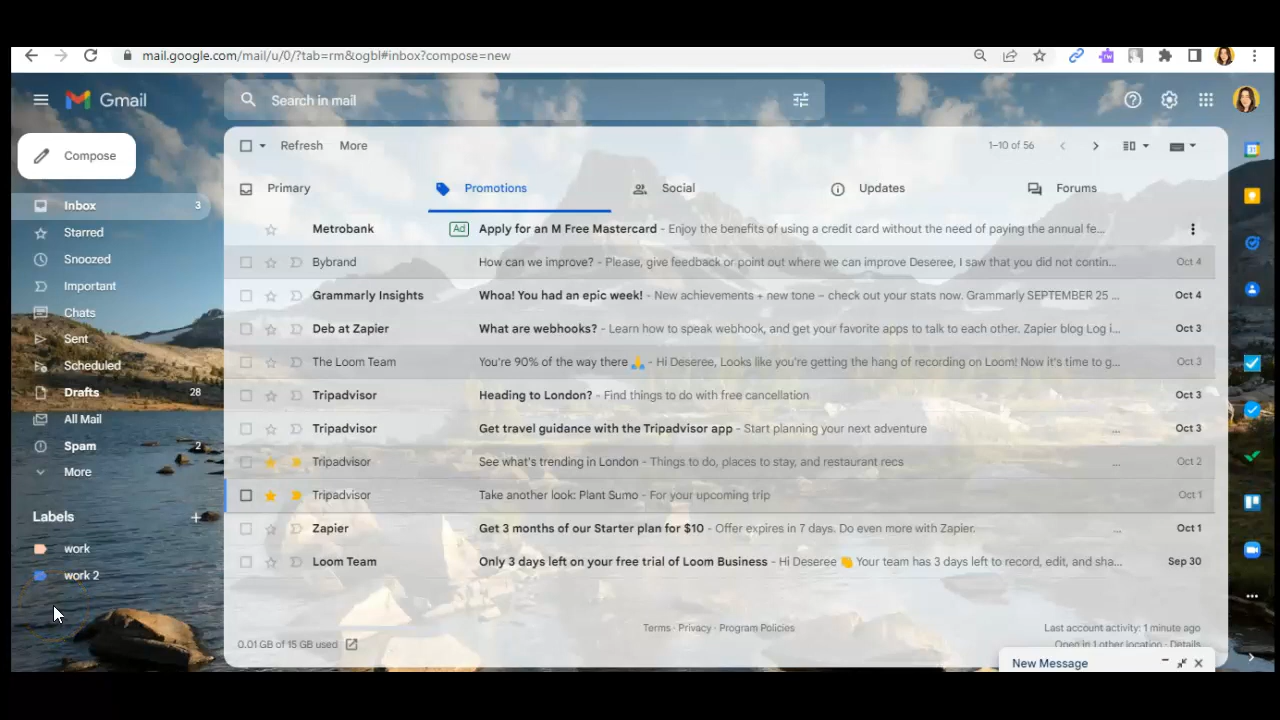 mail.google.com/mail/u/0/?tab=rm&ogbl#inbox?compose=new
Gmail
Search in mail
Compose
Refresh More 1–10 of 56
Primary Promotions Social Updates Forums
Inbox 3
Starred
Snoozed
Important
Chats
Sent
Scheduled
Drafts 28
All Mail
Spam 2
More
Labels +
work
work 2
Metrobank Ad Apply for an M Free Mastercard - Enjoy the benefits of using a credit card without the need of paying the annual fe...
Bybrand How can we improve? - Please, give feedback or point out where we can improve Deseree, I saw that you did not contin... Oct 4
Grammarly Insights Whoa! You had an epic week! - New achievements + new tone – check out your stats now. Grammarly SEPTEMBER 25 ... Oct 4
Deb at Zapier What are webhooks? - Learn how to speak webhook, and get your favorite apps to talk to each other. Zapier blog Log i... Oct 3
The Loom Team You're 90% of the way there 🙏 - Hi Deseree, Looks like you're getting the hang of recording on Loom! Now it's time to g... Oct 3
Tripadvisor Heading to London? - Find things to do with free cancellation Oct 3
Tripadvisor Get travel guidance with the Tripadvisor app - Start planning your next adventure ... Oct 3
Tripadvisor See what's trending in London - Things to do, places to stay, and restaurant recs ... Oct 2
Tripadvisor Take another look: Plant Sumo - For your upcoming trip ... Oct 1
Zapier Get 3 months of our Starter plan for $10 - Offer expires in 7 days. Do even more with Zapier. ... Oct 1
Loom Team Only 3 days left on your free trial of Loom Business - Hi Deseree 👋 Your team has 3 days left to record, edit, and sha... Sep 30
0.01 GB of 15 GB used
Terms · Privacy · Program Policies
Last account activity: 1 minute ago
Open in 1 other location · Details
New Message